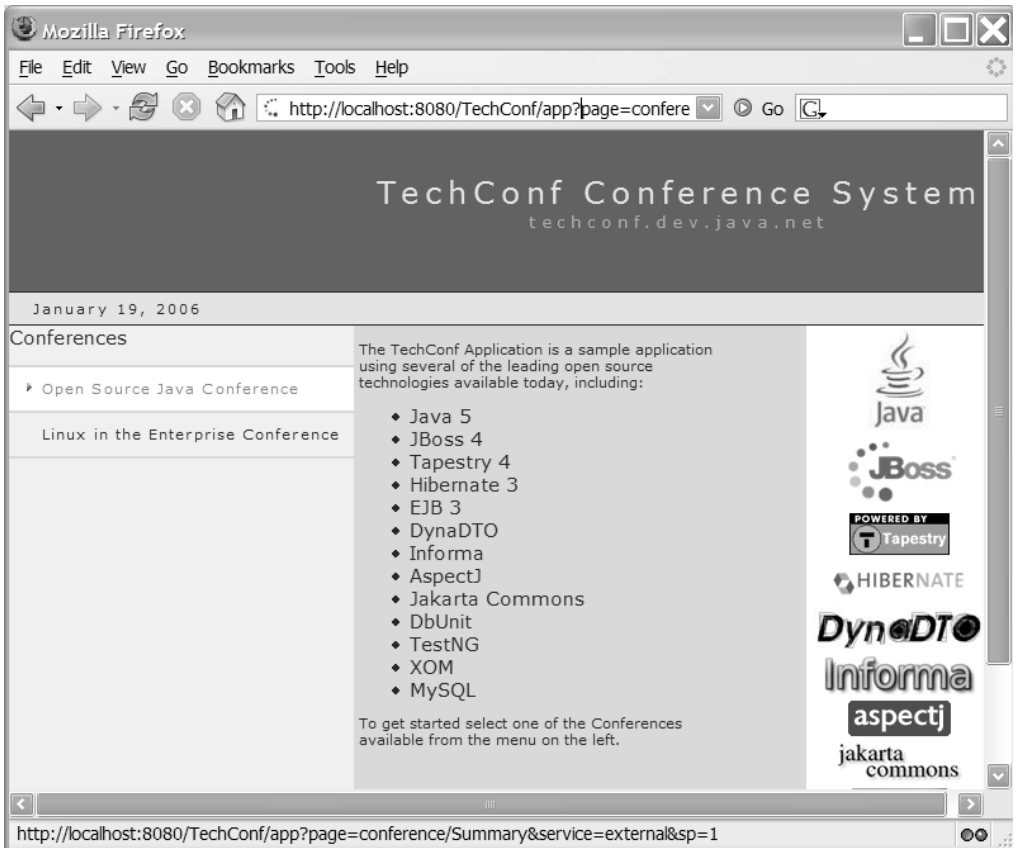 Mozilla Firefox
File Edit View Go Bookmarks Tools Help
http://localhost:8080/TechConf/app?page=confere Go G
TechConf Conference System
techconf.dev.java.net
January 19, 2006
Conferences
Open Source Java Conference
Linux in the Enterprise Conference
The TechConf Application is a sample application
using several of the leading open source
technologies available today, including:
Java 5
JBoss 4
Tapestry 4
Hibernate 3
EJB 3
DynaDTO
Informa
AspectJ
Jakarta Commons
DbUnit
TestNG
XOM
MySQL
To get started select one of the Conferences
available from the menu on the left.
Java
JBoss
POWERED BY
Tapestry
HIBERNATE
DynaDTO
Informa
aspectj
jakarta
commons
http://localhost:8080/TechConf/app?page=conference/Summary&service=external&sp=1